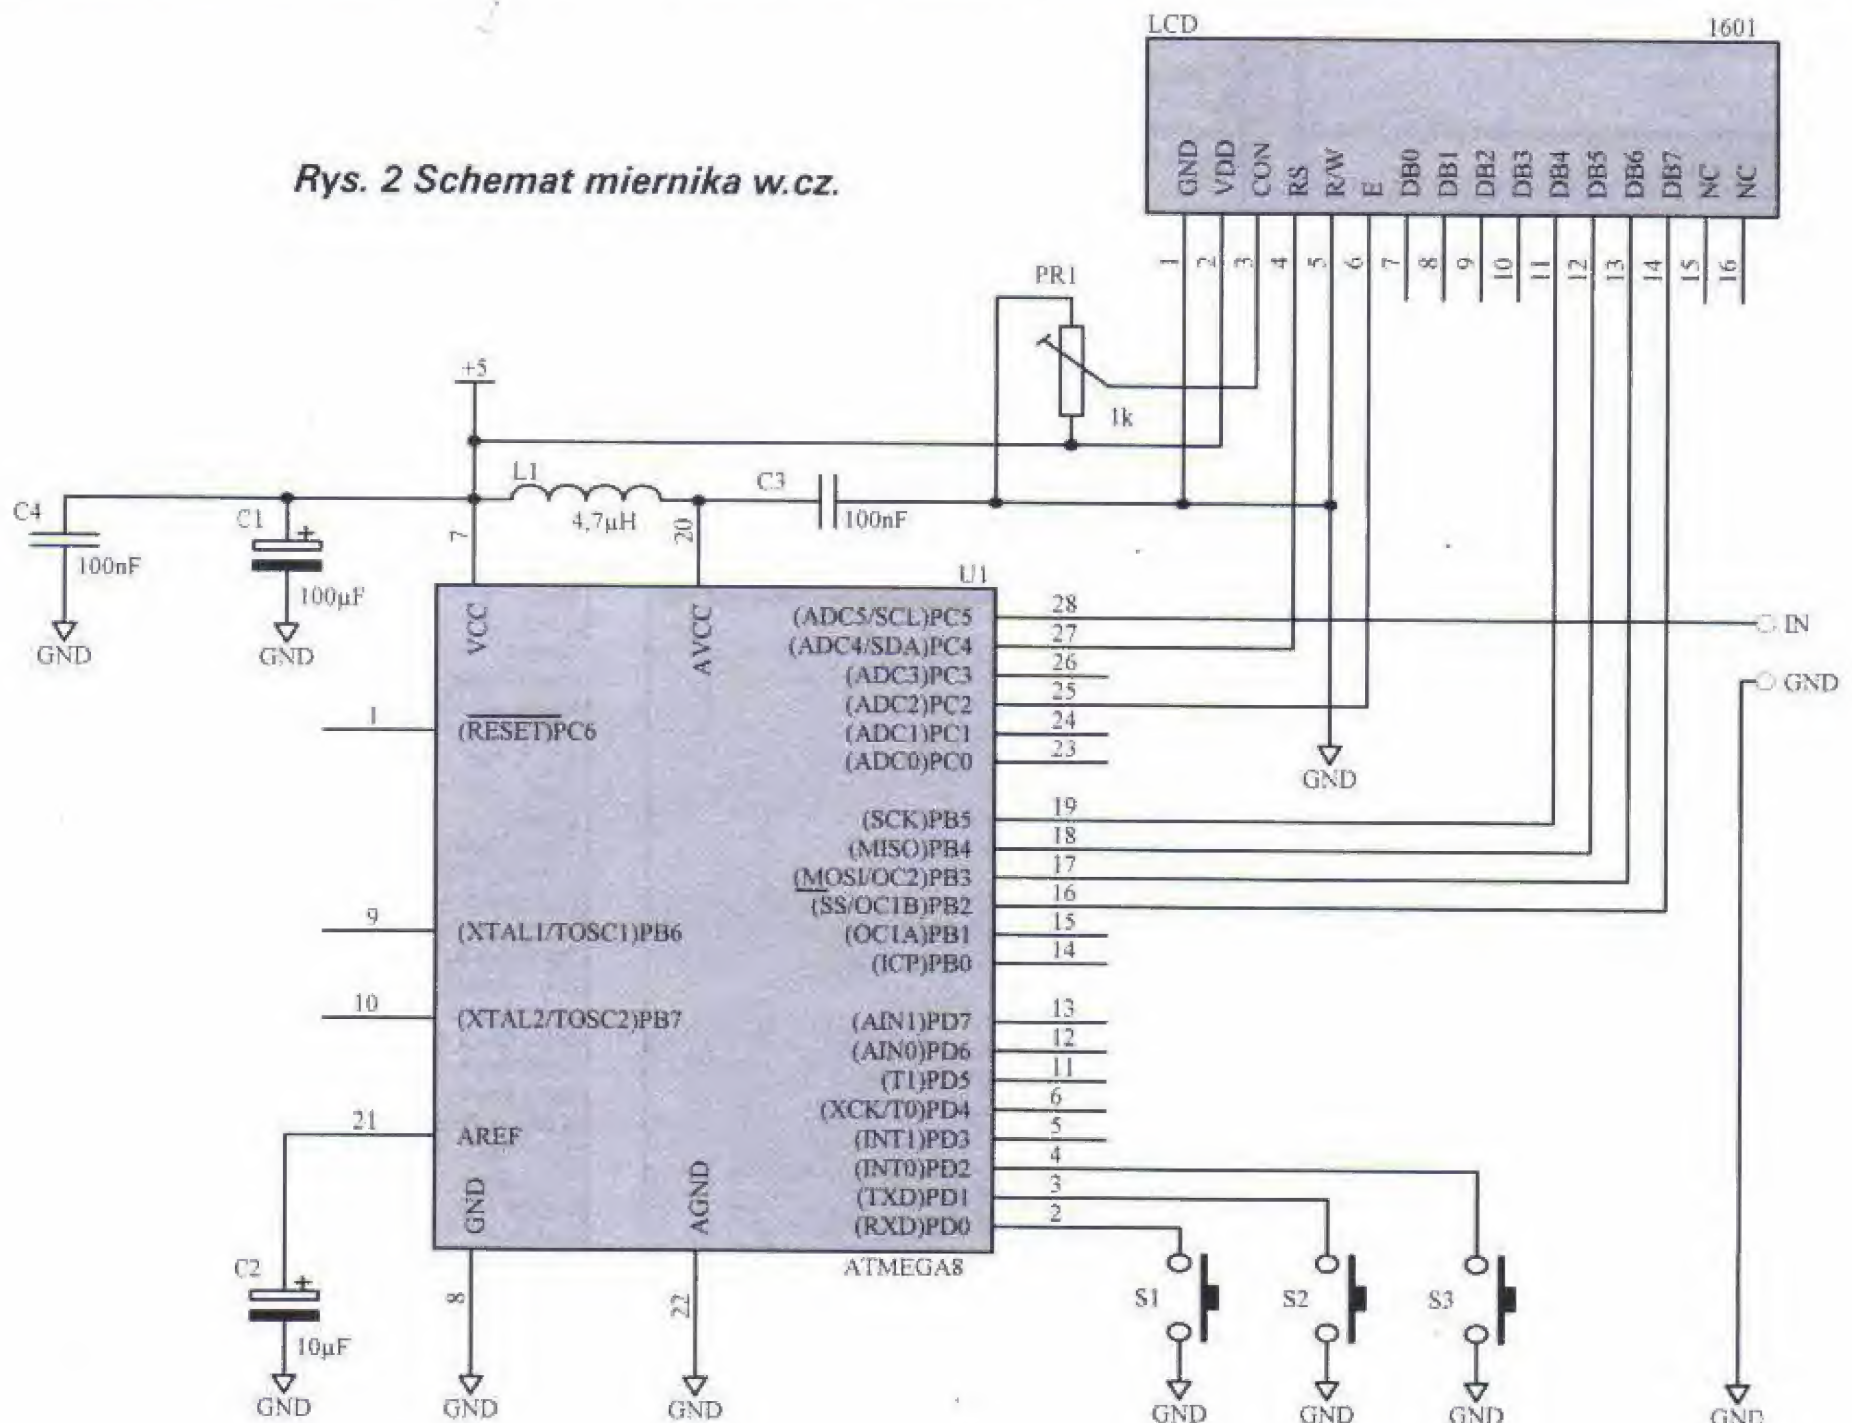 LCD 1601
GND VDD CON RS R/W E DB0 DB1 DB2 DB3 DB4 DB5 DB6 DB7 NC NC
1 2 3 4 5 6 7 8 9 10 11 12 13 14 15 16
Rys. 2 Schemat miernika w.cz.
PR1
1k
+5
L1
4,7µH
C3
100nF
C4
100nF
GND
C1
+
100µF
GND
7
20
U1
VCC
AVCC
(ADC5/SCL)PC5 28
IN
(ADC4/SDA)PC4 27
(ADC3)PC3 26
(ADC2)PC2 25
(ADC1)PC1 24
(ADC0)PC0 23
GND
GND
1 (RESET)PC6
(SCK)PB5 19
(MISO)PB4 18
(MOSI/OC2)PB3 17
(SS/OC1B)PB2 16
(OC1A)PB1 15
(ICP)PB0 14
9 (XTAL1/TOSC1)PB6
10 (XTAL2/TOSC2)PB7
(AIN1)PD7 13
(AIN0)PD6 12
(T1)PD5 11
(XCK/T0)PD4 6
(INT1)PD3 5
(INT0)PD2 4
(TXD)PD1 3
(RXD)PD0 2
21 AREF
GND
AGND
ATMEGA8
C2
+
10µF
GND
8
GND
22
GND
S1
GND
S2
GND
S3
GND
GND